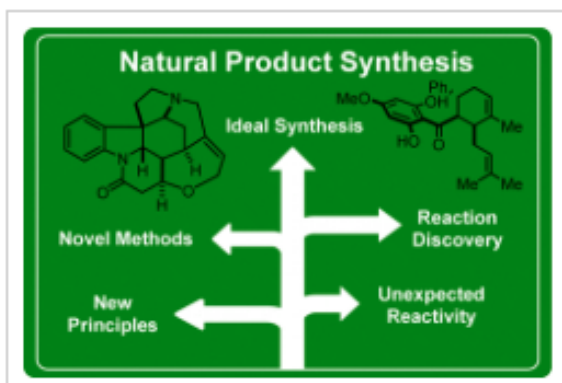 Natural Product Synthesis
N
N
H
H
O
O
H
Ideal Synthesis
Ph
MeO
OH
HO
O
Me
Me
Me
Novel Methods
Reaction
Discovery
New
Principles
Unexpected
Reactivity